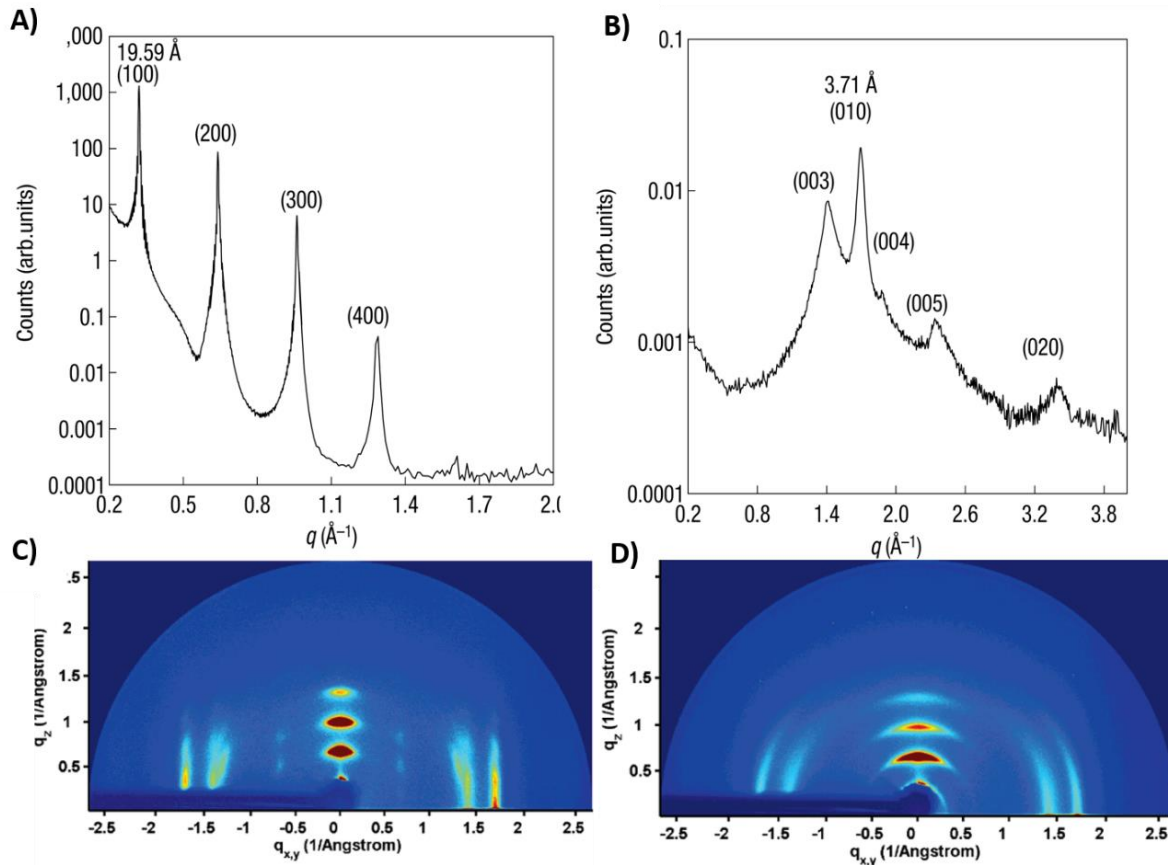 A)
,000
1,000
100
10
1
0.1
0.01
0.001
0.0001
Counts (arb.units)
19.59 Å
(100)
(200)
(300)
(400)
0.2 0.5 0.8 1.1 1.4 1.7 2.0
q (Å–1)
B)
0.1
0.01
0.001
0.0001
Counts (arb.units)
3.71 Å
(010)
(003)
(004)
(005)
(020)
0.2 0.8 1.4 2.0 2.6 3.2 3.8
q (Å–1)
C)
.5
2
1.5
1
0.5
q_z (1/Angstrom)
-2.5 -2 -1.5 -1 -0.5 0 0.5 1 1.5 2 2.5
q_x,y (1/Angstrom)
D)
2
1.5
1
0.5
q_z (1/Angstrom)
-2.5 -2 -1.5 -1 -0.5 0 0.5 1 1.5 2 2.5
q_x,y (1/Angstrom)